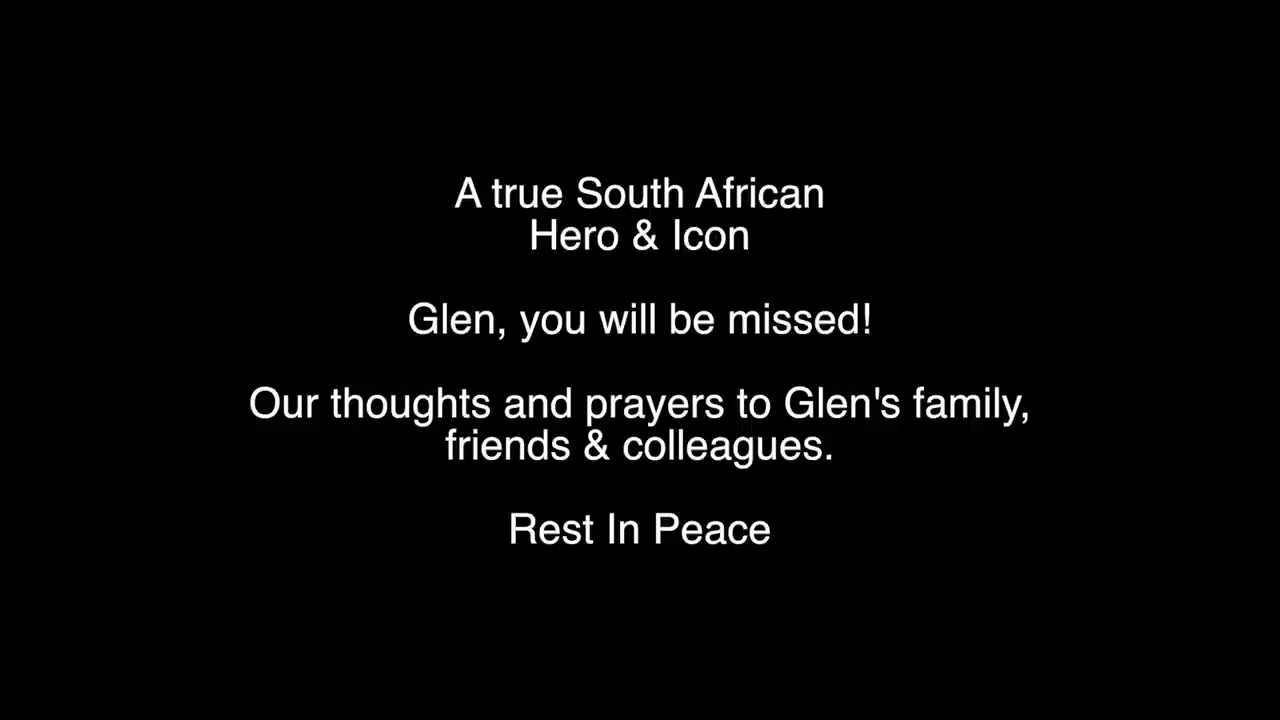 A true South African
Hero & Icon
Glen, you will be missed!
Our thoughts and prayers to Glen's family,
friends & colleagues.
Rest In Peace